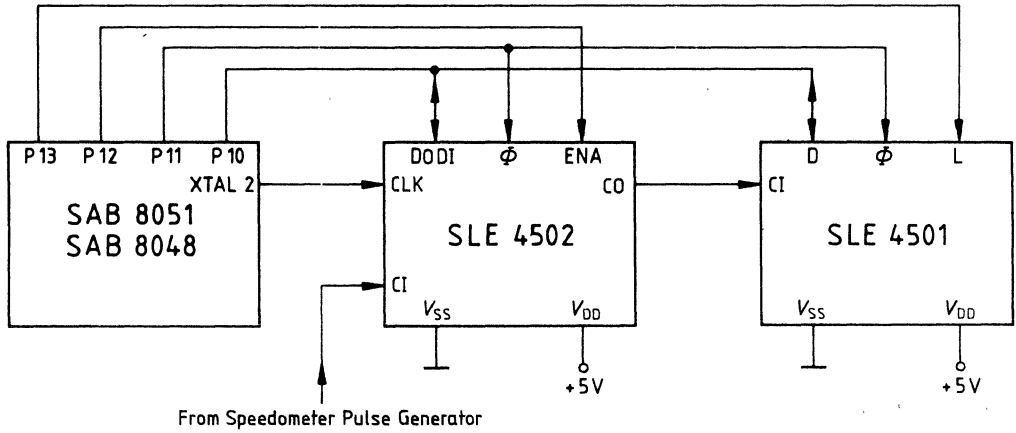 P13 P12 P11 P10
XTAL 2
SAB 8051
SAB 8048
DODI Φ ENA
CLK CO
SLE 4502
CI
VSS VDD
+5V
D Φ L
CI
SLE 4501
VSS VDD
+5V
From Speedometer Pulse Generator